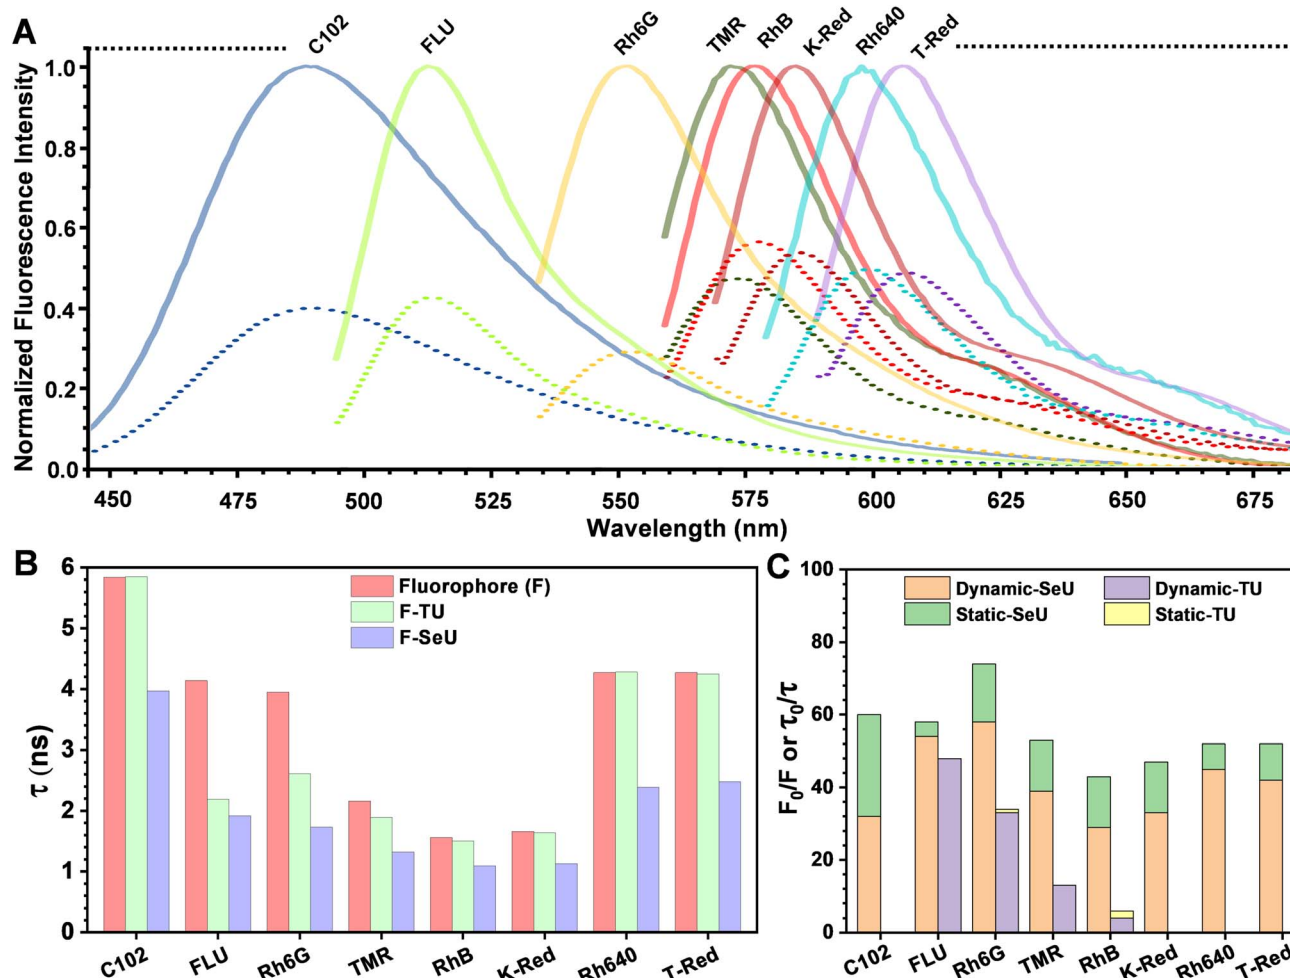 A
C102
FLU
Rh6G
TMR
RhB
K-Red
Rh640
T-Red
Normalized Fluorescence Intensity
1.0
0.8
0.6
0.4
0.2
0.0
450
475
500
525
550
575
600
625
650
675
Wavelength (nm)
B
τ (ns)
6
5
4
3
2
1
0
Fluorophore (F)
F-TU
F-SeU
C102
FLU
Rh6G
TMR
RhB
K-Red
Rh640
T-Red
C
F₀/F or τ₀/τ
100
80
60
40
20
0
Dynamic-SeU
Dynamic-TU
Static-SeU
Static-TU
C102
FLU
Rh6G
TMR
RhB
K-Red
Rh640
T-Red